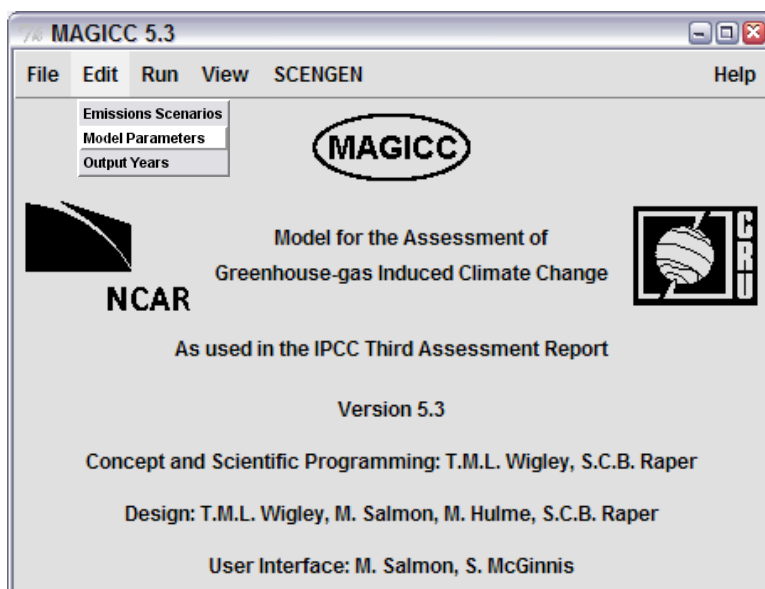 MAGICC 5.3
File Edit Run View SCENGEN Help
Emissions Scenarios
Model Parameters
Output Years
MAGICC
NCAR
CRU
Model for the Assessment of
Greenhouse-gas Induced Climate Change
As used in the IPCC Third Assessment Report
Version 5.3
Concept and Scientific Programming: T.M.L. Wigley, S.C.B. Raper
Design: T.M.L. Wigley, M. Salmon, M. Hulme, S.C.B. Raper
User Interface: M. Salmon, S. McGinnis